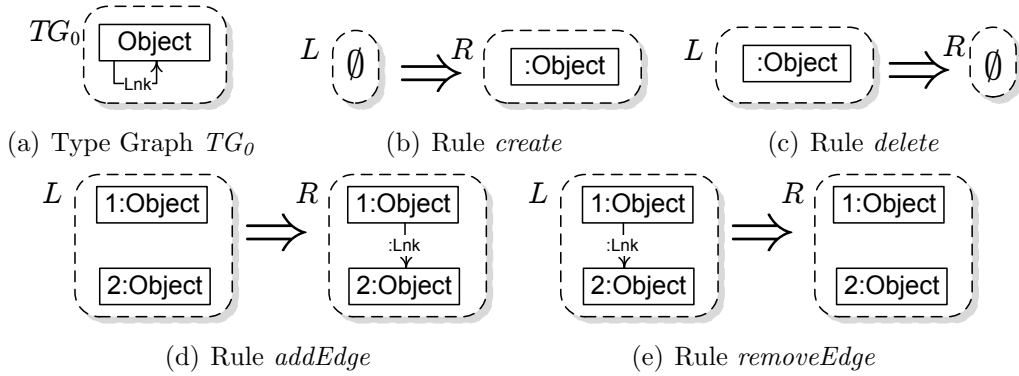 TG₀ Object L ∅ ⇒ R :Object L :Object ⇒ R ∅
Lnk
(a) Type Graph TG₀ (b) Rule create (c) Rule delete
L 1:Object ⇒ R 1:Object L 1:Object ⇒ R 1:Object
:Lnk :Lnk
2:Object 2:Object 2:Object 2:Object
(d) Rule addEdge (e) Rule removeEdge